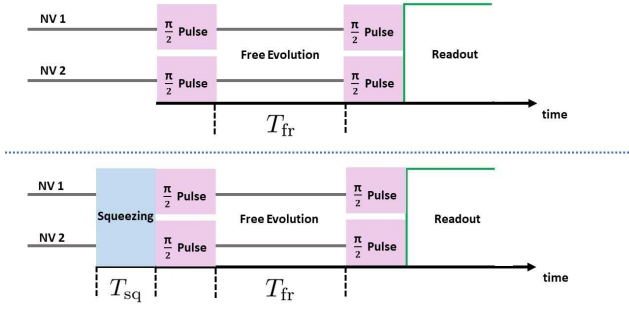 NV 1
π/2 Pulse
π/2 Pulse
Free Evolution
Readout
NV 2
π/2 Pulse
π/2 Pulse
time
T_fr
NV 1
Squeezing
π/2 Pulse
π/2 Pulse
Free Evolution
Readout
NV 2
π/2 Pulse
π/2 Pulse
time
T_sq
T_fr